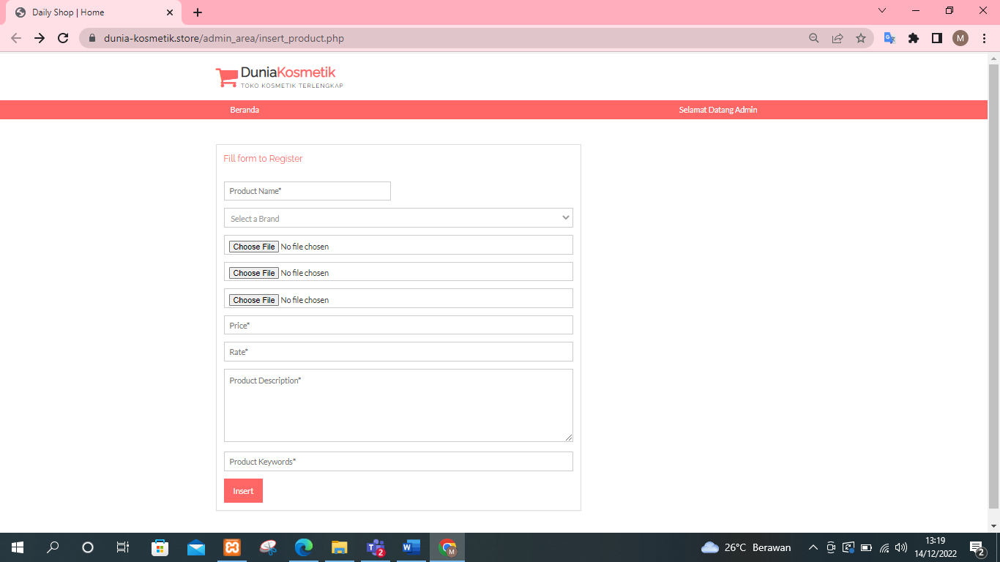 Daily Shop | Home
dunia-kosmetik.store/admin_area/insert_product.php
M
DuniaKosmetik
TOKO KOSMETIK TERLENGKAP
Beranda
Selamat Datang Admin
Fill form to Register
Product Name*
Select a Brand
Choose File No file chosen
Choose File No file chosen
Choose File No file chosen
Price*
Rate*
Product Description*
Product Keywords*
Insert
26°C Berawan
13:19
14/12/2022
2